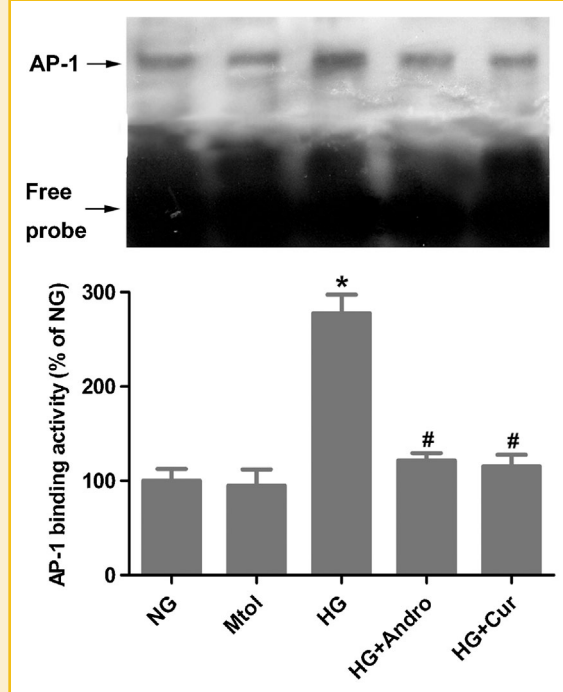 AP-1
Free
probe
AP-1 binding activity (% of NG)
300
200
100
0
*
#
#
NG
Mtol
HG
HG+Andro
HG+Cur